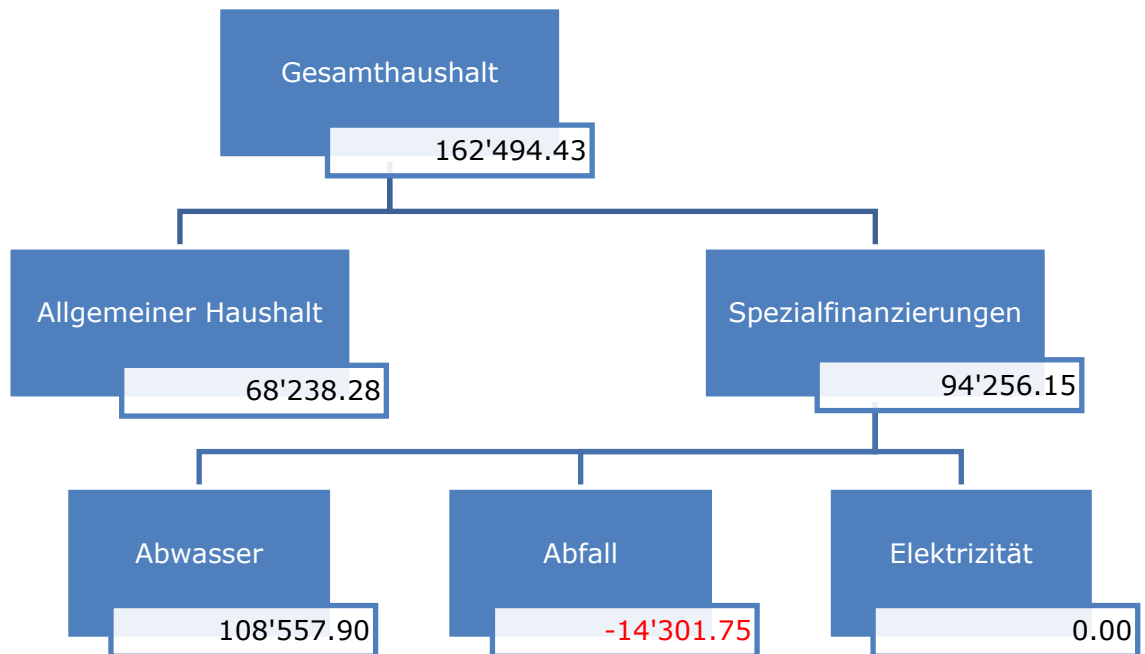 Gesamthaushalt
162'494.43
Allgemeiner Haushalt
68'238.28
Spezialfinanzierungen
94'256.15
Abwasser
108'557.90
Abfall
-14'301.75
Elektrizität
0.00